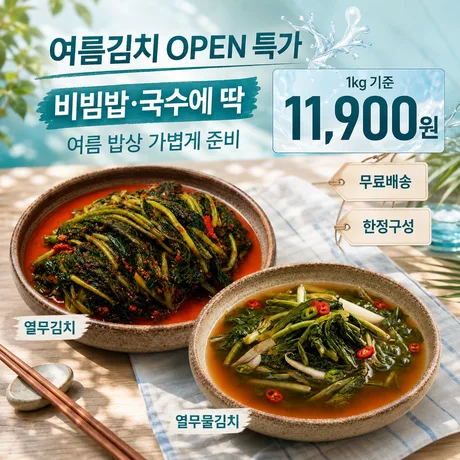 여름김치 OPEN 특가
비빔밥·국수에 딱
여름 밥상 가볍게 준비
1kg 기준
11,900원
무료배송
한정구성
열무김치
열무물김치